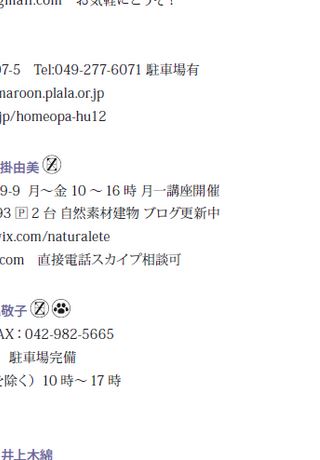 gmail.com　お気軽にどうぞ！
07-5　Tel:049-277-6071 駐車場有
maroon.plala.or.jp
jp/homeopa-hu12
掛由美 Z
9-9 月～金 10 ～ 16 時 月一講座開催
93 P 2 台 自然素材建物 ブログ更新中
vix.com/naturalete
.com　直接電話スカイプ相談可
敬子 Z
AX：042-982-5665
駐車場完備
を除く）10 時～ 17 時
井上木綿